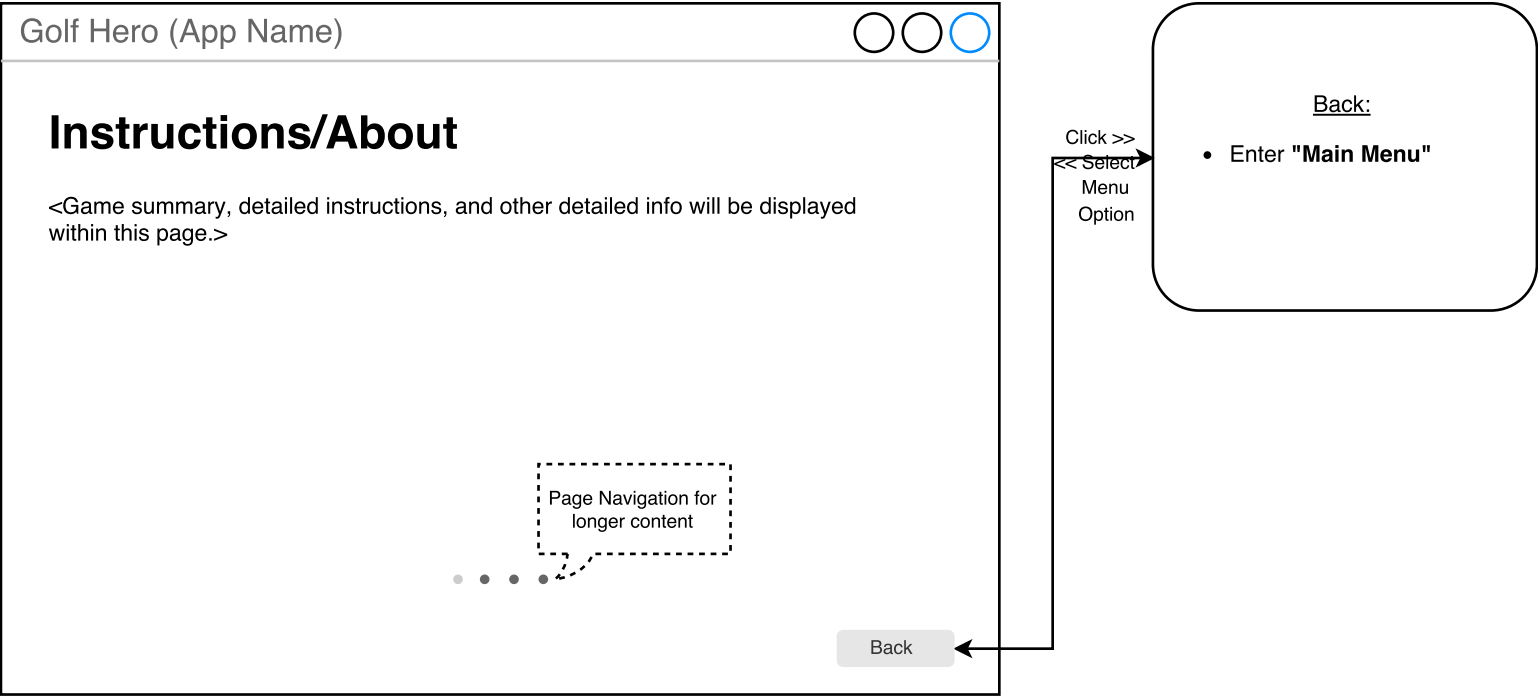 Golf Hero (App Name)
Instructions/About
<Game summary, detailed instructions, and other detailed info will be displayed
within this page.>
Page Navigation for
longer content
Back
Click >>
<< Select
Menu
Option
Back:
• Enter "Main Menu"